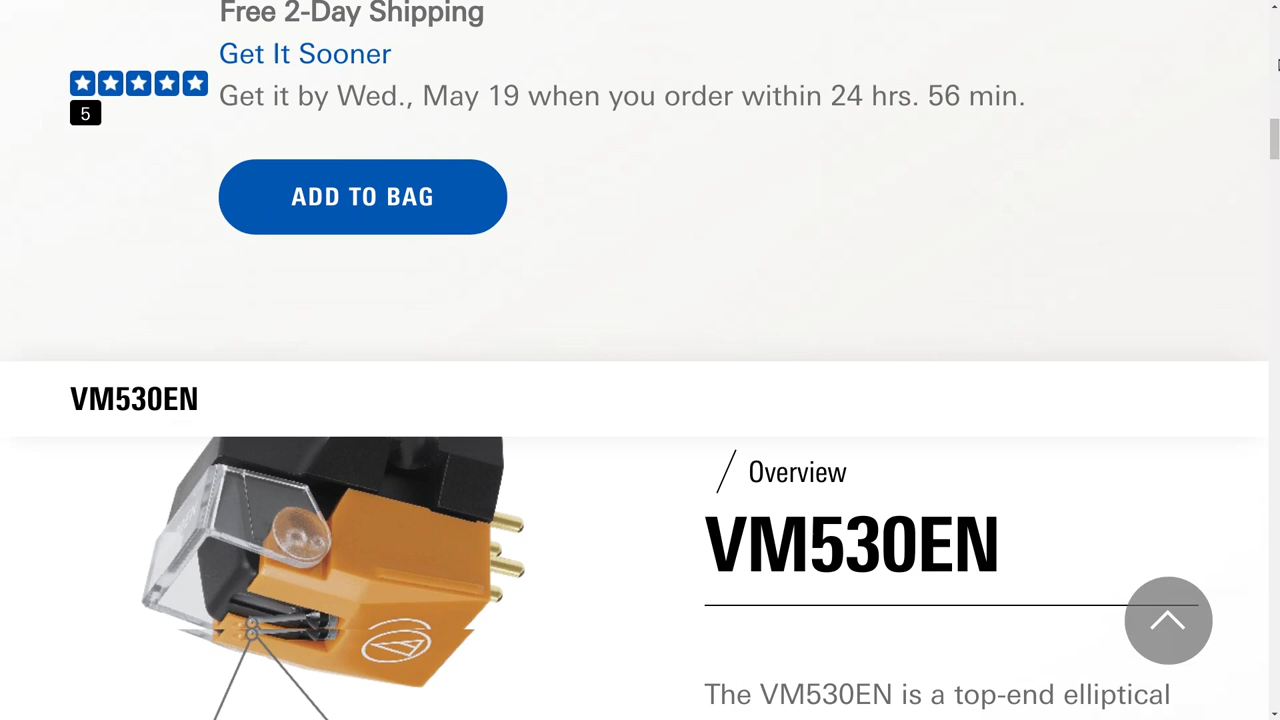 Free 2-Day Shipping
Get It Sooner
Get it by Wed., May 19 when you order within 24 hrs. 56 min.
5
ADD TO BAG
VM530EN
Overview
VM530EN
The VM530EN is a top-end elliptical